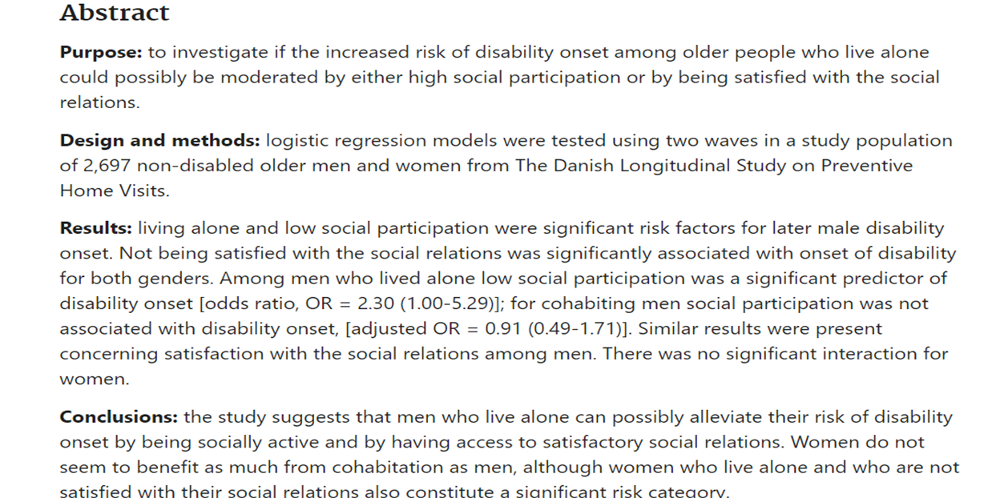 Abstract
Purpose: to investigate if the increased risk of disability onset among older people who live alone
could possibly be moderated by either high social participation or by being satisfied with the social
relations.
Design and methods: logistic regression models were tested using two waves in a study population
of 2,697 non-disabled older men and women from The Danish Longitudinal Study on Preventive
Home Visits.
Results: living alone and low social participation were significant risk factors for later male disability
onset. Not being satisfied with the social relations was significantly associated with onset of disability
for both genders. Among men who lived alone low social participation was a significant predictor of
disability onset [odds ratio, OR = 2.30 (1.00-5.29)]; for cohabiting men social participation was not
associated with disability onset, [adjusted OR = 0.91 (0.49-1.71)]. Similar results were present
concerning satisfaction with the social relations among men. There was no significant interaction for
women.
Conclusions: the study suggests that men who live alone can possibly alleviate their risk of disability
onset by being socially active and by having access to satisfactory social relations. Women do not
seem to benefit as much from cohabitation as men, although women who live alone and who are not
satisfied with their social relations also constitute a significant risk category.